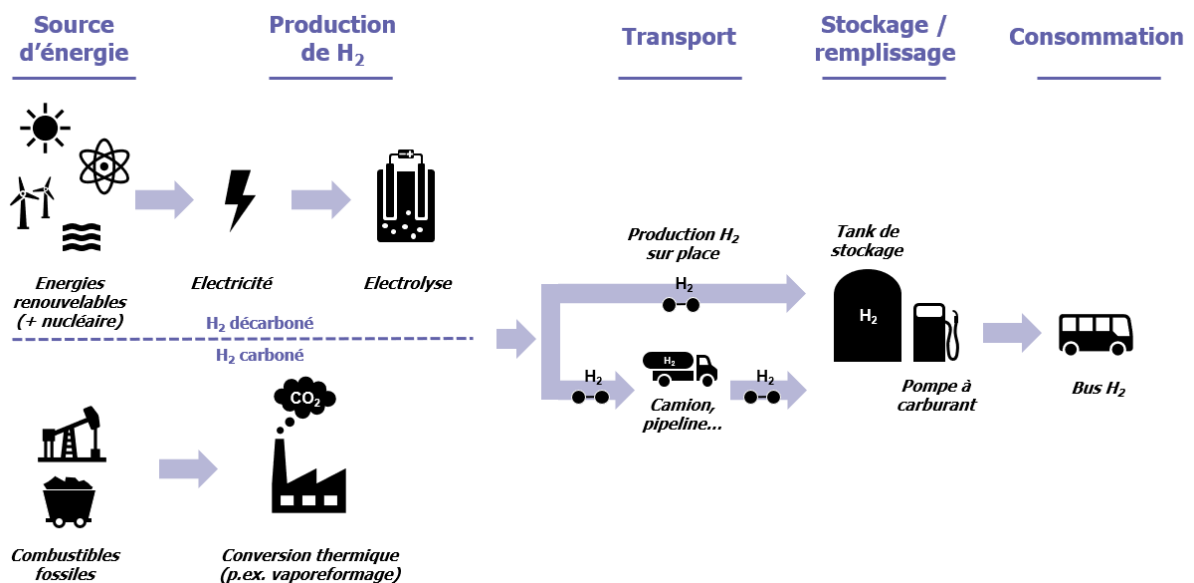 Source
d’énergie
Production
de H₂
Transport
Stockage /
remplissage
Consommation
Energies
renouvelables
(+ nucléaire)
Electricité
Electrolyse
H₂ décarboné
H₂ carboné
CO₂
Combustibles
fossiles
Conversion thermique
(p.ex. vaporeformage)
Production H₂
sur place
H₂
H₂
H₂
Camion,
pipeline...
H₂
Tank de
stockage
H₂
Pompe à
carburant
Bus H₂